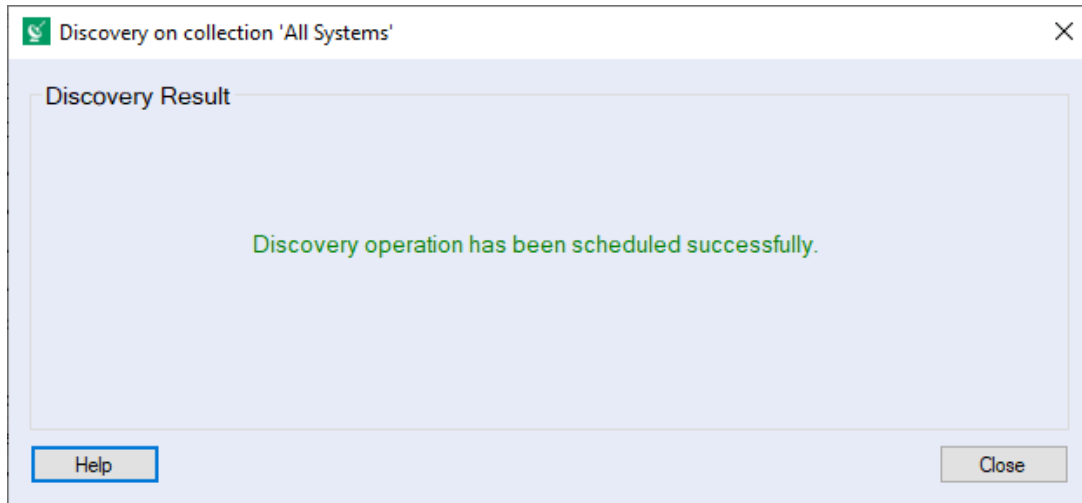 Discovery on collection 'All Systems'
Discovery Result
Discovery operation has been scheduled successfully.
Help
Close